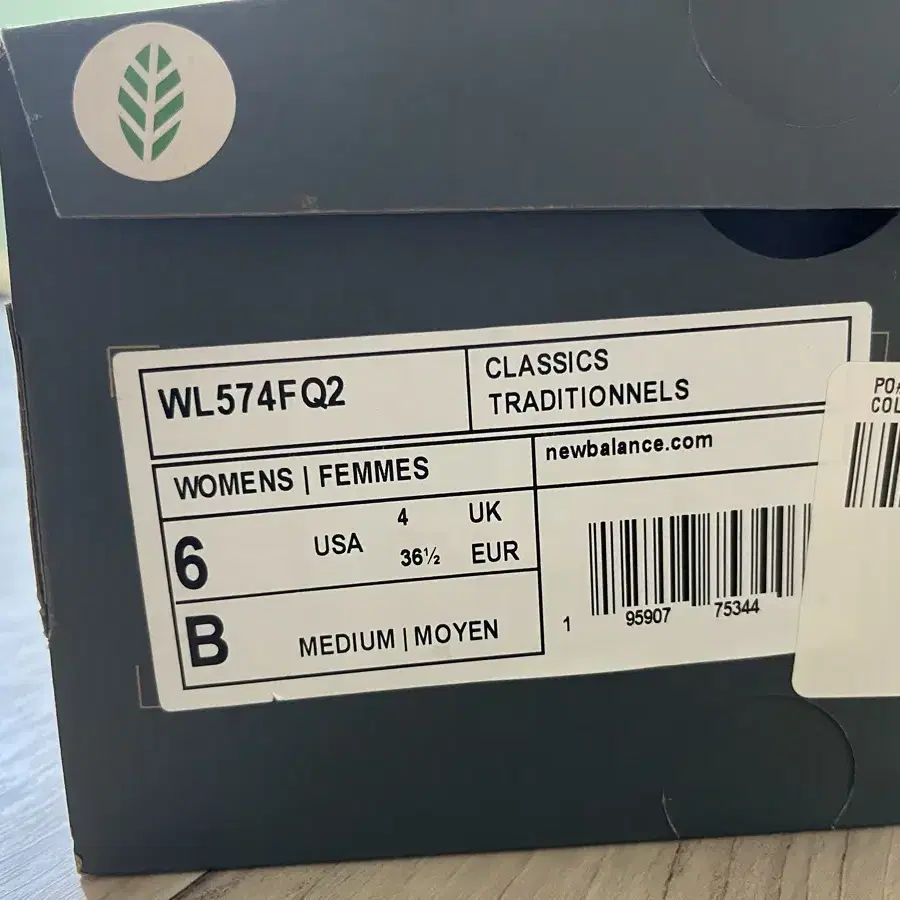 WL574FQ2
CLASSICS
TRADITIONNELS
WOMENS | FEMMES
newbalance.com
6 USA 4 UK
36½ EUR
B MEDIUM | MOYEN
1 95907 75344